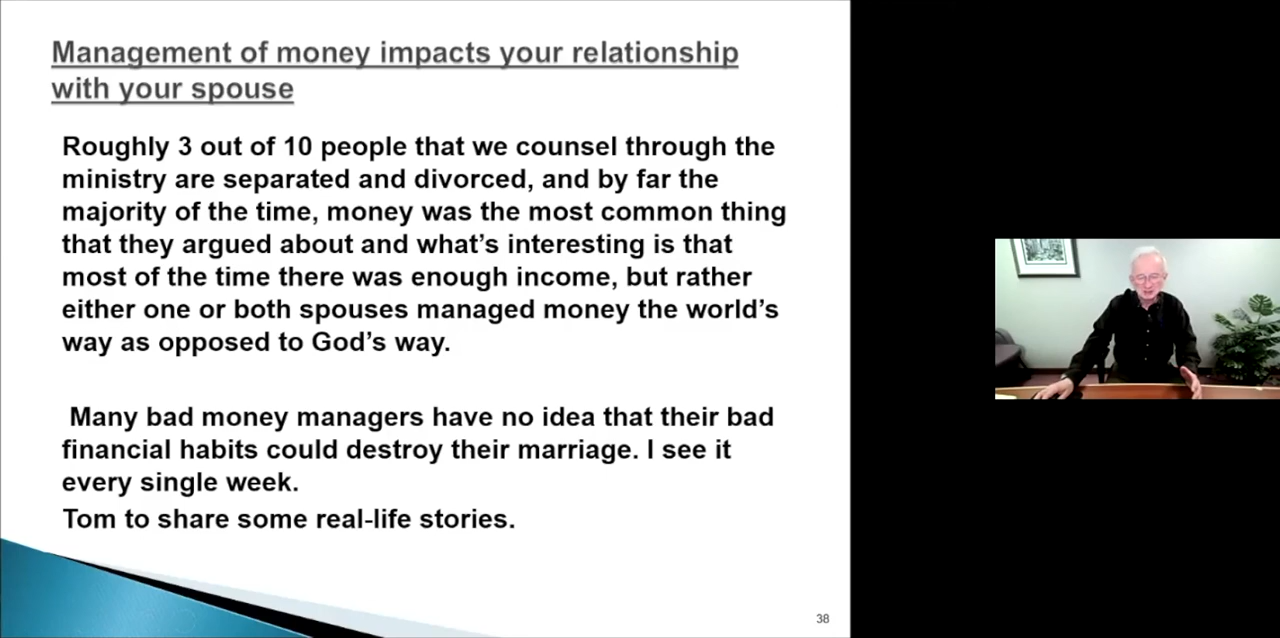 Management of money impacts your relationship
with your spouse
Roughly 3 out of 10 people that we counsel through the
ministry are separated and divorced, and by far the
majority of the time, money was the most common thing
that they argued about and what’s interesting is that
most of the time there was enough income, but rather
either one or both spouses managed money the world’s
way as opposed to God’s way.
Many bad money managers have no idea that their bad
financial habits could destroy their marriage. I see it
every single week.
Tom to share some real-life stories.
38